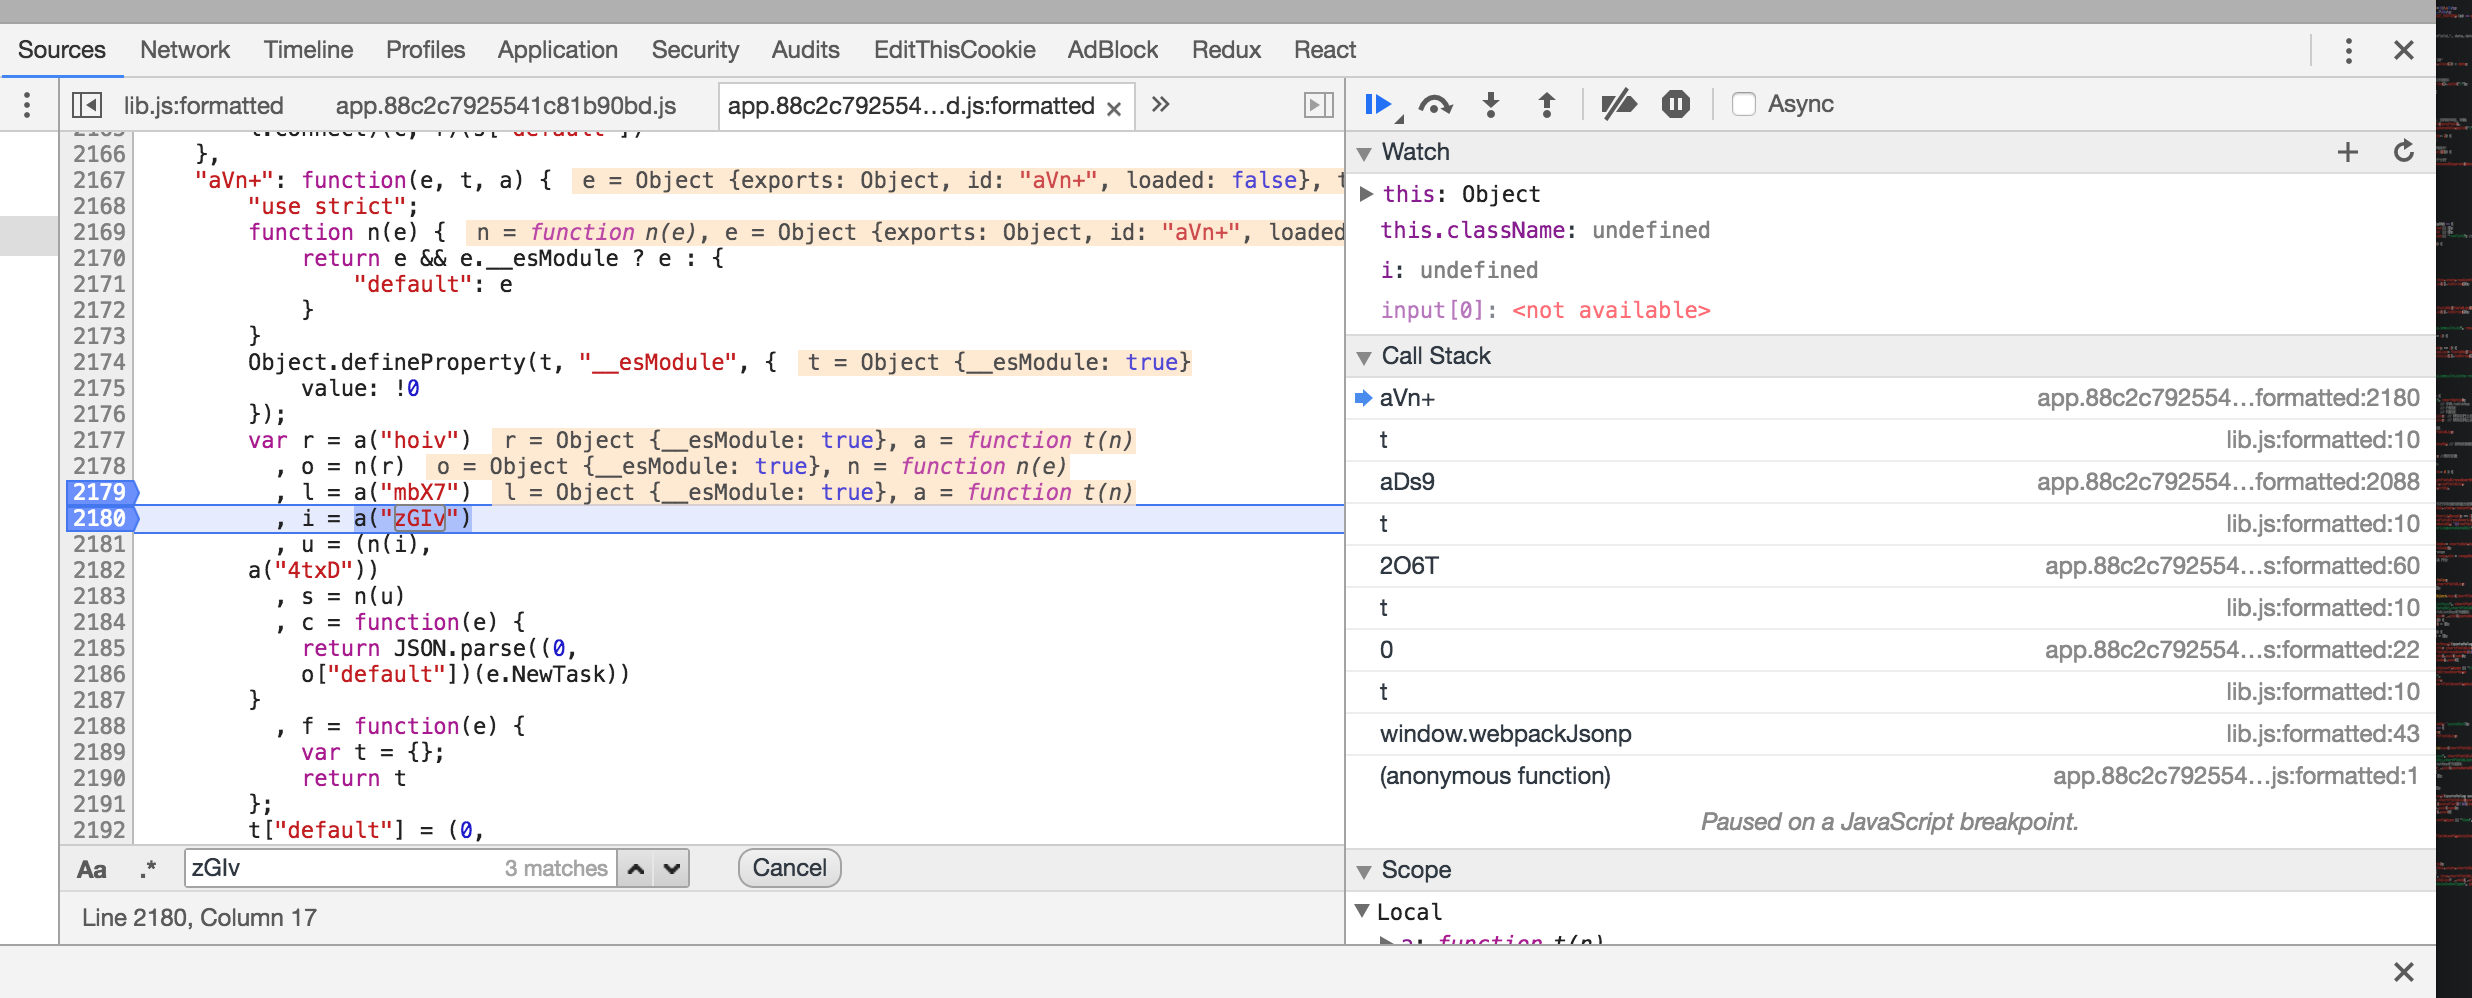 Sources Network Timeline Profiles Application Security Audits EditThisCookie AdBlock Redux React
lib.js:formatted app.88c2c7925541c81b90bd.js app.88c2c792554…d.js:formatted
2166 },
2167 "aVn+": function(e, t, a) { e = Object {exports: Object, id: "aVn+", loaded: false}, t
2168 "use strict";
2169 function n(e) { n = function n(e), e = Object {exports: Object, id: "aVn+", loaded
2170 return e && e.__esModule ? e : {
2171 "default": e
2172 }
2173 }
2174 Object.defineProperty(t, "__esModule", { t = Object {__esModule: true}
2175 value: !0
2176 });
2177 var r = a("hoiv") r = Object {__esModule: true}, a = function t(n)
2178 , o = n(r) o = Object {__esModule: true}, n = function n(e)
2179 , l = a("mbX7") l = Object {__esModule: true}, a = function t(n)
2180 , i = a("zGIv")
2181 , u = (n(i),
2182 a("4txD"))
2183 , s = n(u)
2184 , c = function(e) {
2185 return JSON.parse((0,
2186 o["default"])(e.NewTask))
2187 }
2188 , f = function(e) {
2189 var t = {};
2190 return t
2191 };
2192 t["default"] = (0,
Aa .* zGIv 3 matches Cancel
Line 2180, Column 17
Async
Watch
this: Object
this.className: undefined
i: undefined
input[0]: <not available>
Call Stack
aVn+ app.88c2c792554…formatted:2180
t lib.js:formatted:10
aDs9 app.88c2c792554…formatted:2088
t lib.js:formatted:10
2O6T app.88c2c792554…s:formatted:60
t lib.js:formatted:10
0 app.88c2c792554…s:formatted:22
t lib.js:formatted:10
window.webpackJsonp lib.js:formatted:43
(anonymous function) app.88c2c792554…js:formatted:1
Paused on a JavaScript breakpoint.
Scope
Local
a: function t(n)